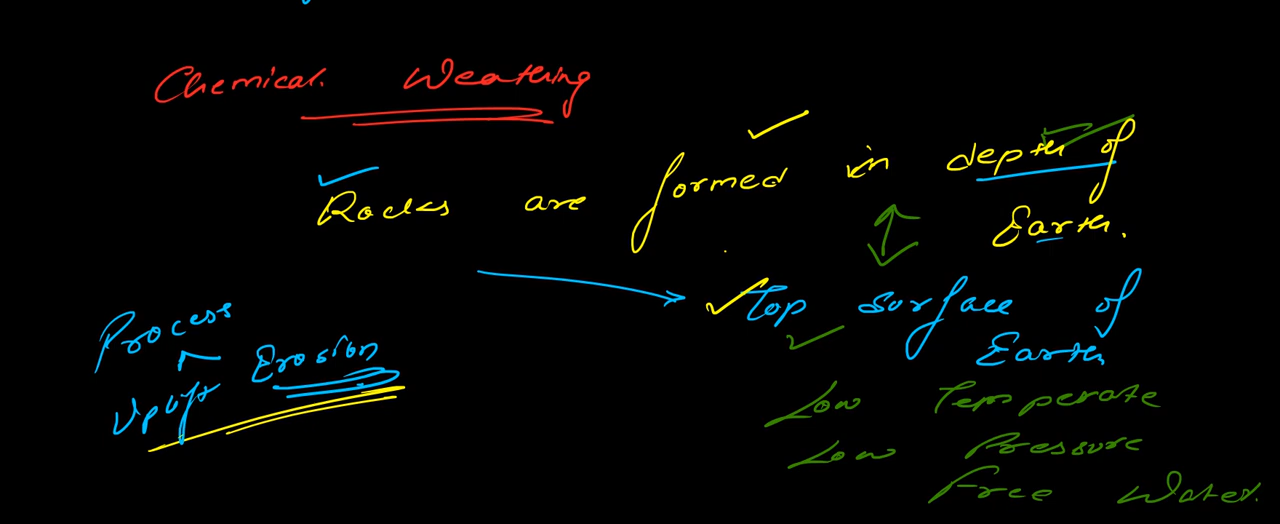 Chemical. Weathing
Rocks are formed in depth of
Earth.
top surface of
Earth
Process
Erosion
Uplift
Low Temperate
Low Pressure
Free Water.